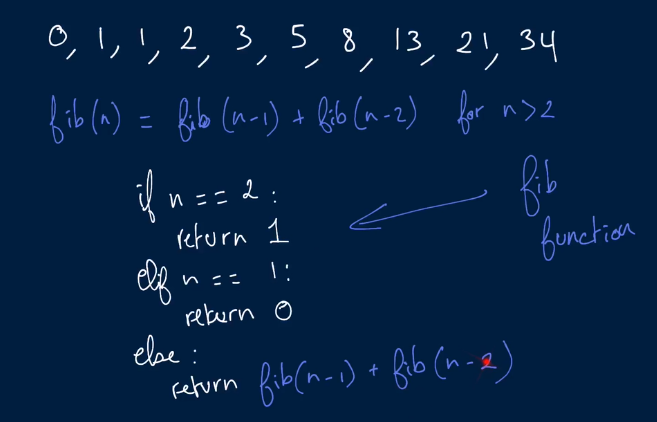 0, 1, 1, 2, 3, 5, 8, 13, 21, 34
fib(n) = fib(n-1) + fib(n-2) for n>2
if n == 2:
return 1
elif n == 1:
return 0
else:
return fib(n-1) + fib(n-2)
fib
function